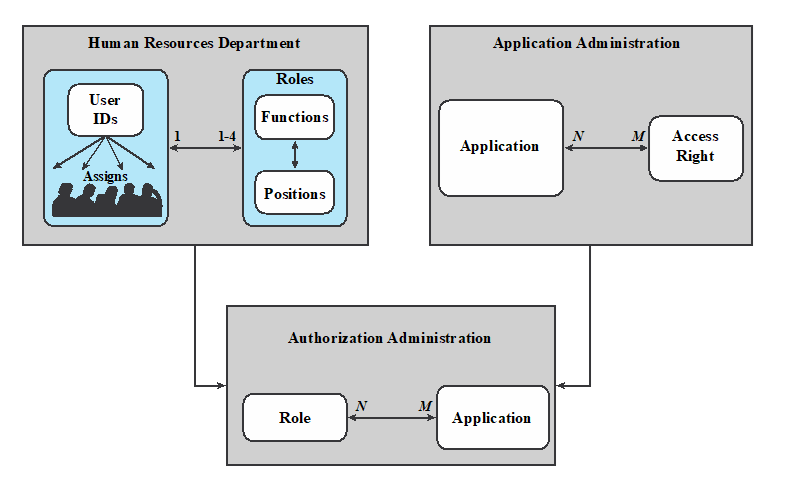 Human Resources Department
User
IDs
Assigns
1
1-4
Roles
Functions
Positions
Application Administration
Application
N
M
Access
Right
Authorization Administration
Role
N
M
Application